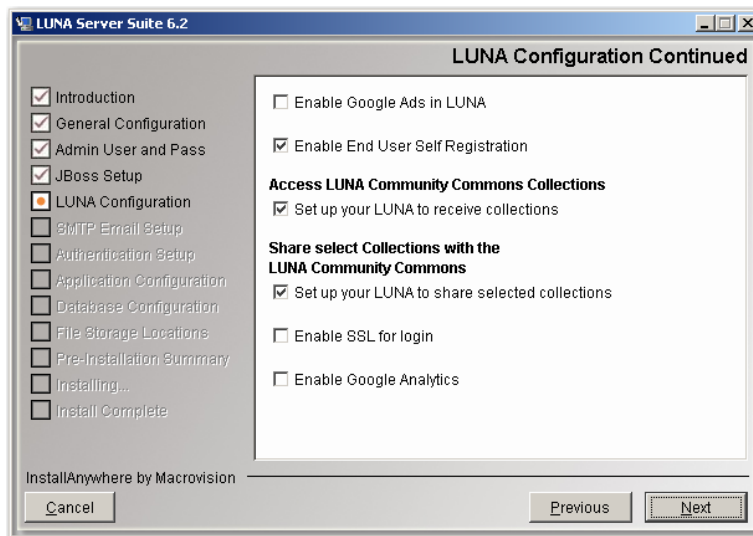 LUNA Server Suite 6.2
LUNA Configuration Continued
Introduction
General Configuration
Admin User and Pass
JBoss Setup
LUNA Configuration
SMTP Email Setup
Authentication Setup
Application Configuration
Database Configuration
File Storage Locations
Pre-Installation Summary
Installing...
Install Complete
Enable Google Ads in LUNA
Enable End User Self Registration
Access LUNA Community Commons Collections
Set up your LUNA to receive collections
Share select Collections with the
LUNA Community Commons
Set up your LUNA to share selected collections
Enable SSL for login
Enable Google Analytics
InstallAnywhere by Macrovision
Cancel
Previous
Next